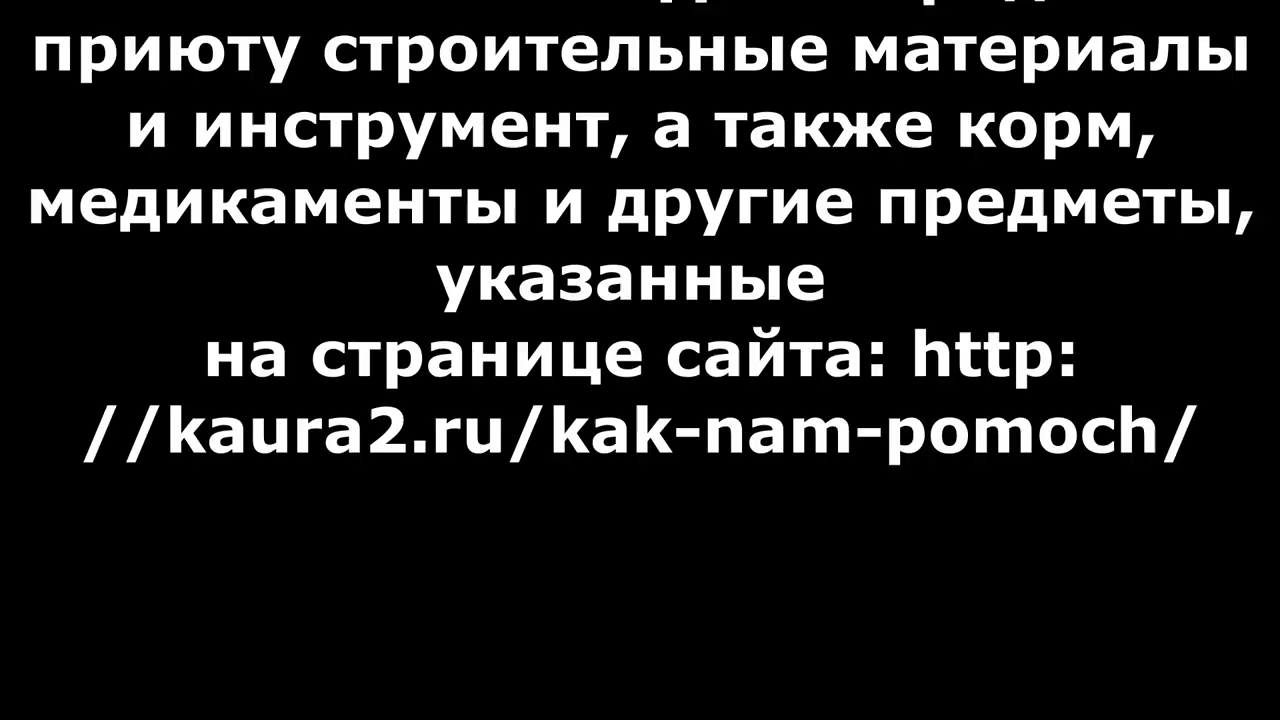 приюту строительные материалы
и инструмент, а также корм,
медикаменты и другие предметы,
указанные
на странице сайта: http:
//kaura2.ru/kak-nam-pomoch/